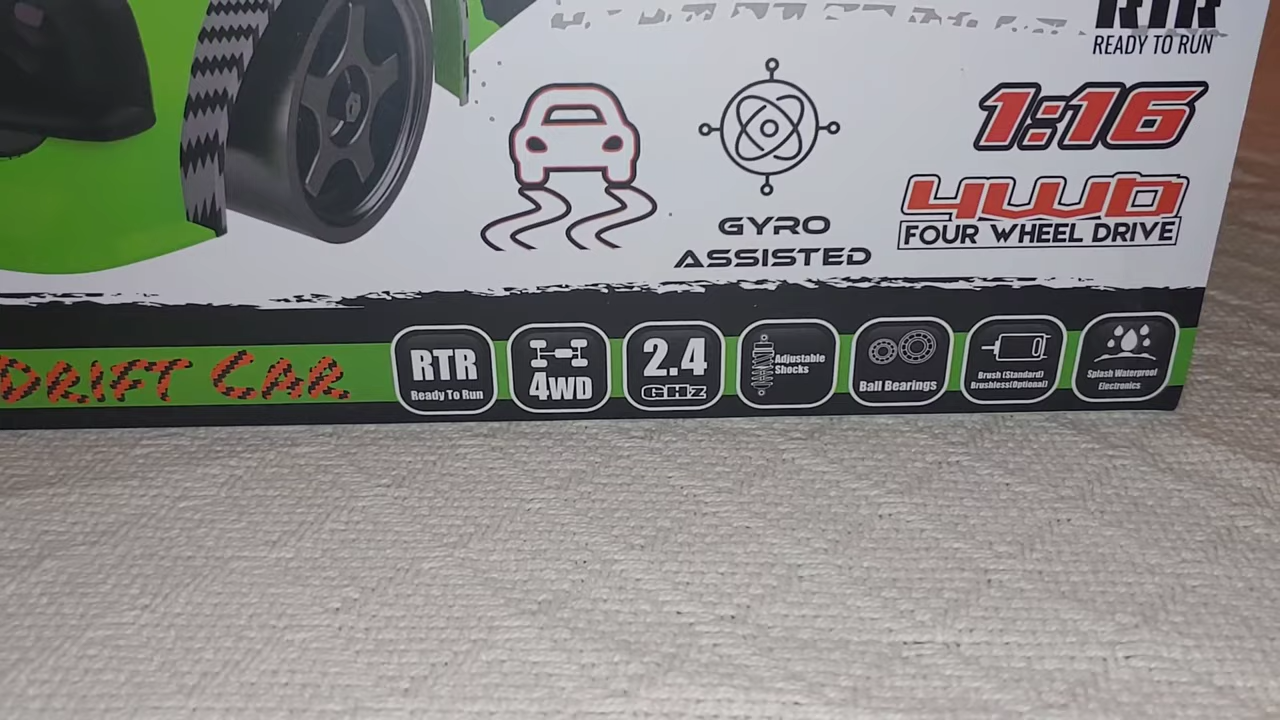 RTR
READY TO RUN
1:16
4WD
FOUR WHEEL DRIVE
GYRO
ASSISTED
DRIFT CAR
RTR
Ready To Run
4WD
2.4
GHz
Adjustable
Shocks
Ball Bearings
Brush (Standard)
Brushless(Optional)
Splash Waterproof
Electronics